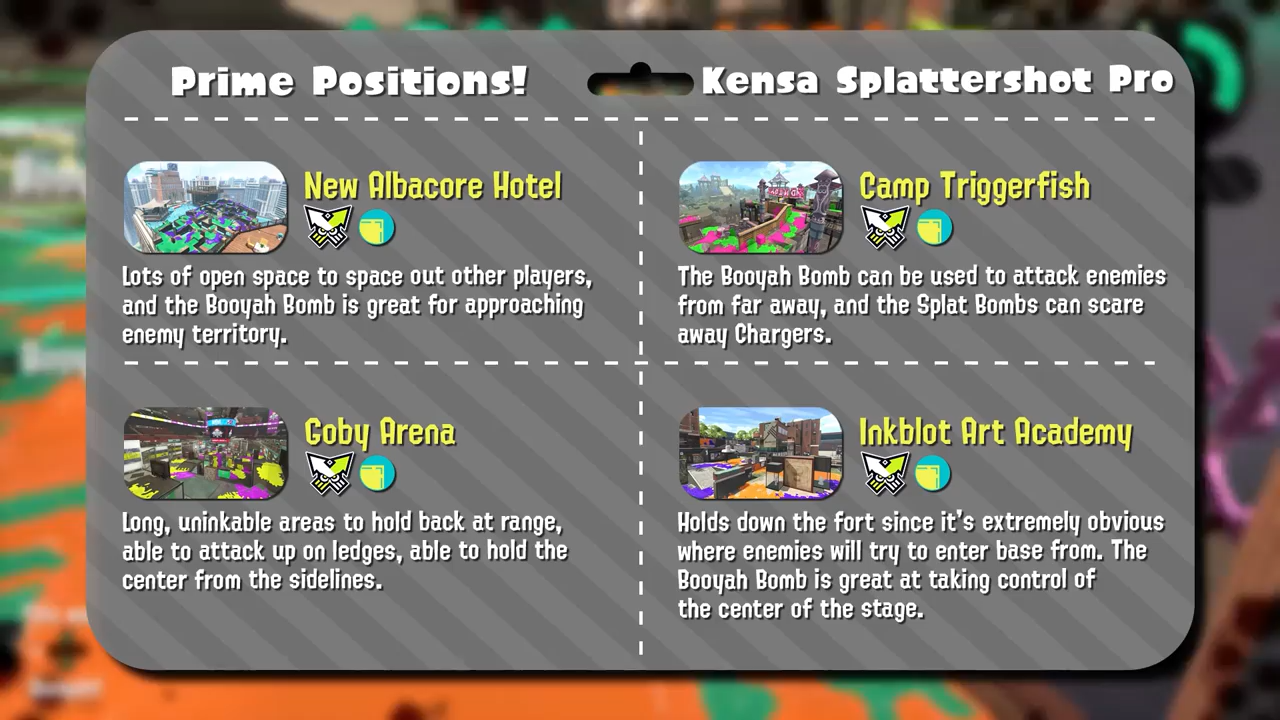 Prime Positions!
Kensa Splattershot Pro
New Albacore Hotel
Lots of open space to space out other players,
and the Booyah Bomb is great for approaching
enemy territory.
Camp Triggerfish
The Booyah Bomb can be used to attack enemies
from far away, and the Splat Bombs can scare
away Chargers.
Goby Arena
Long, uninkable areas to hold back at range,
able to attack up on ledges, able to hold the
center from the sidelines.
Inkblot Art Academy
Holds down the fort since it's extremely obvious
where enemies will try to enter base from. The
Booyah Bomb is great at taking control of
the center of the stage.